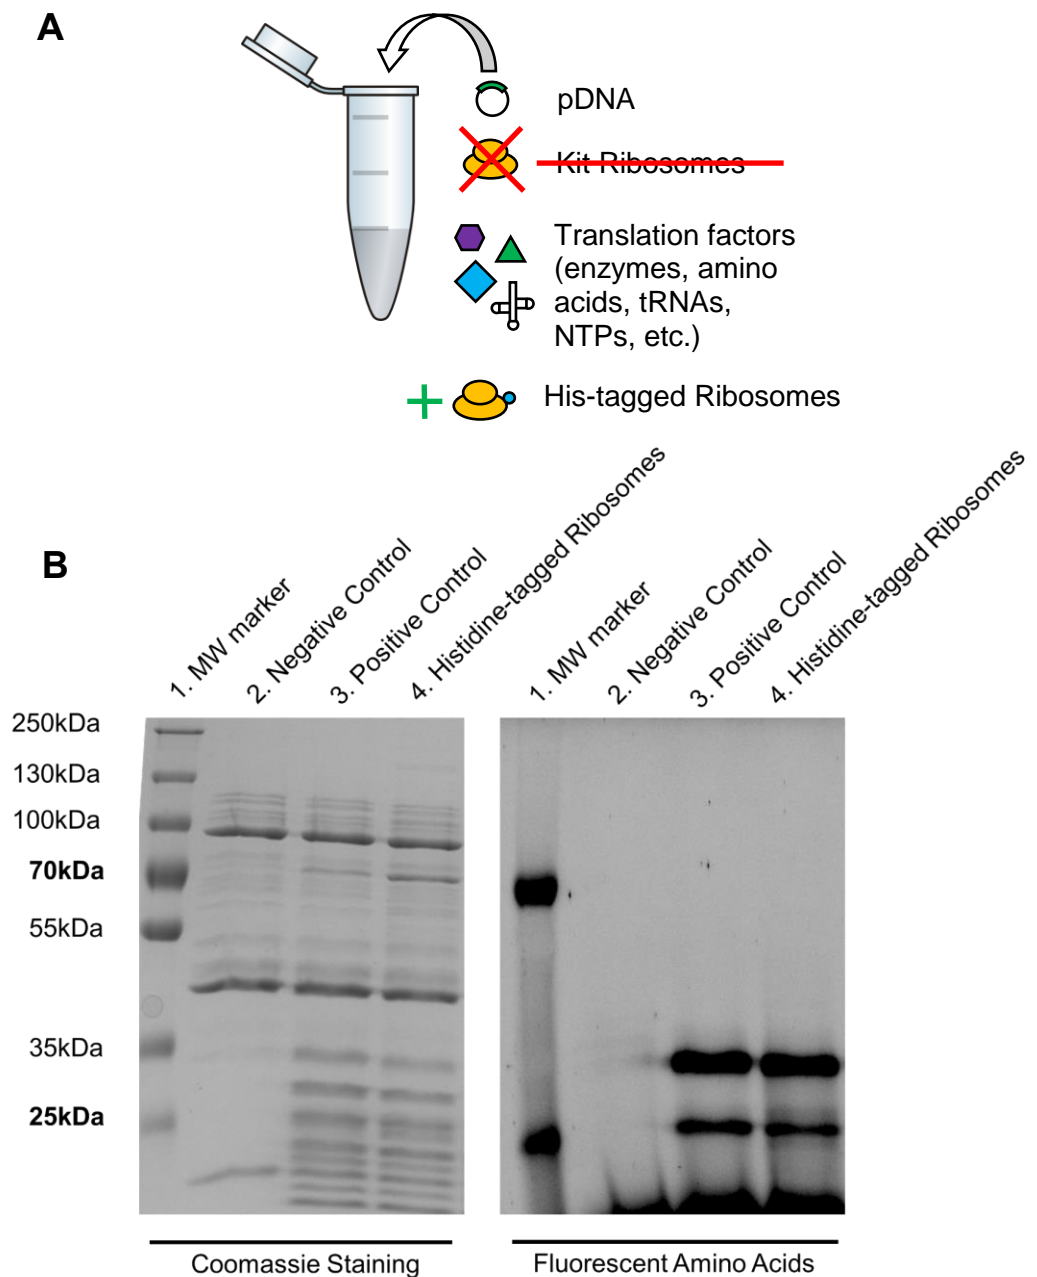 A
pDNA
Kit Ribosomes
Translation factors
(enzymes, amino
acids, tRNAs,
NTPs, etc.)
+
His-tagged Ribosomes
B
1. MW marker
2. Negative Control
3. Positive Control
4. Histidine-tagged Ribosomes
1. MW marker
2. Negative Control
3. Positive Control
4. Histidine-tagged Ribosomes
250kDa
130kDa
100kDa
70kDa
55kDa
35kDa
25kDa
Coomassie Staining
Fluorescent Amino Acids